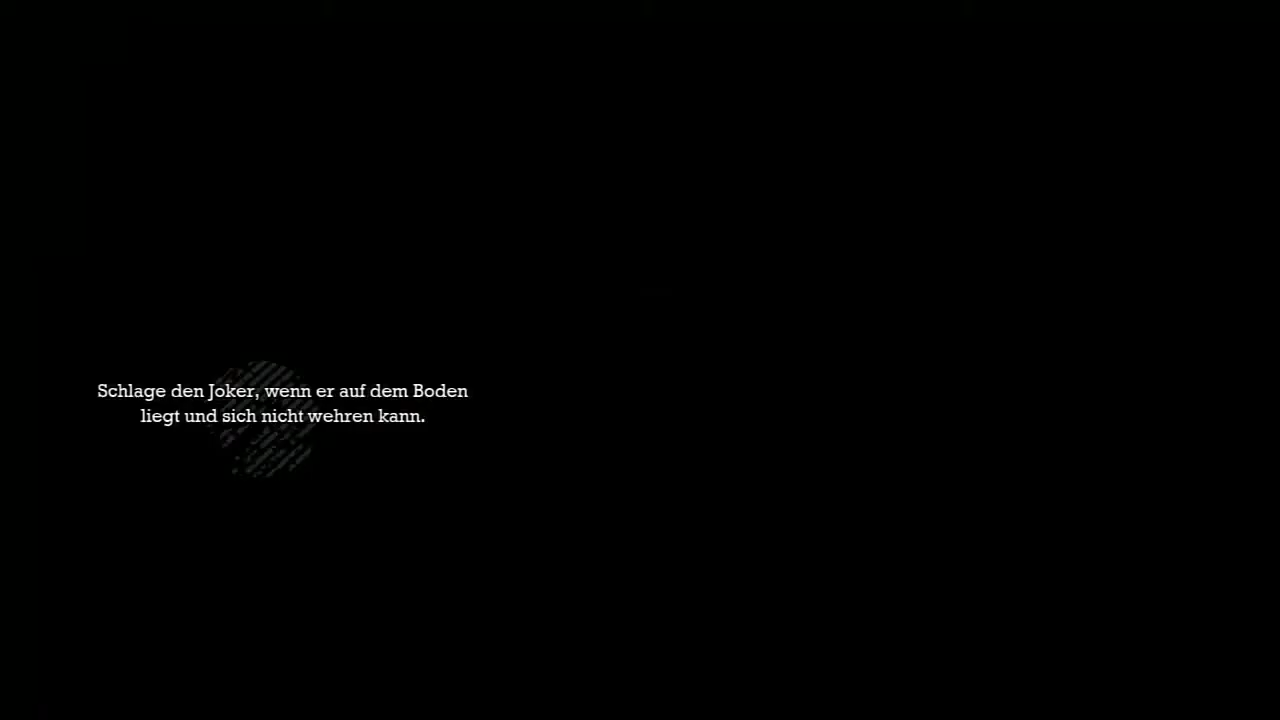 Schlage den Joker, wenn er auf dem Boden
liegt und sich nicht wehren kann.